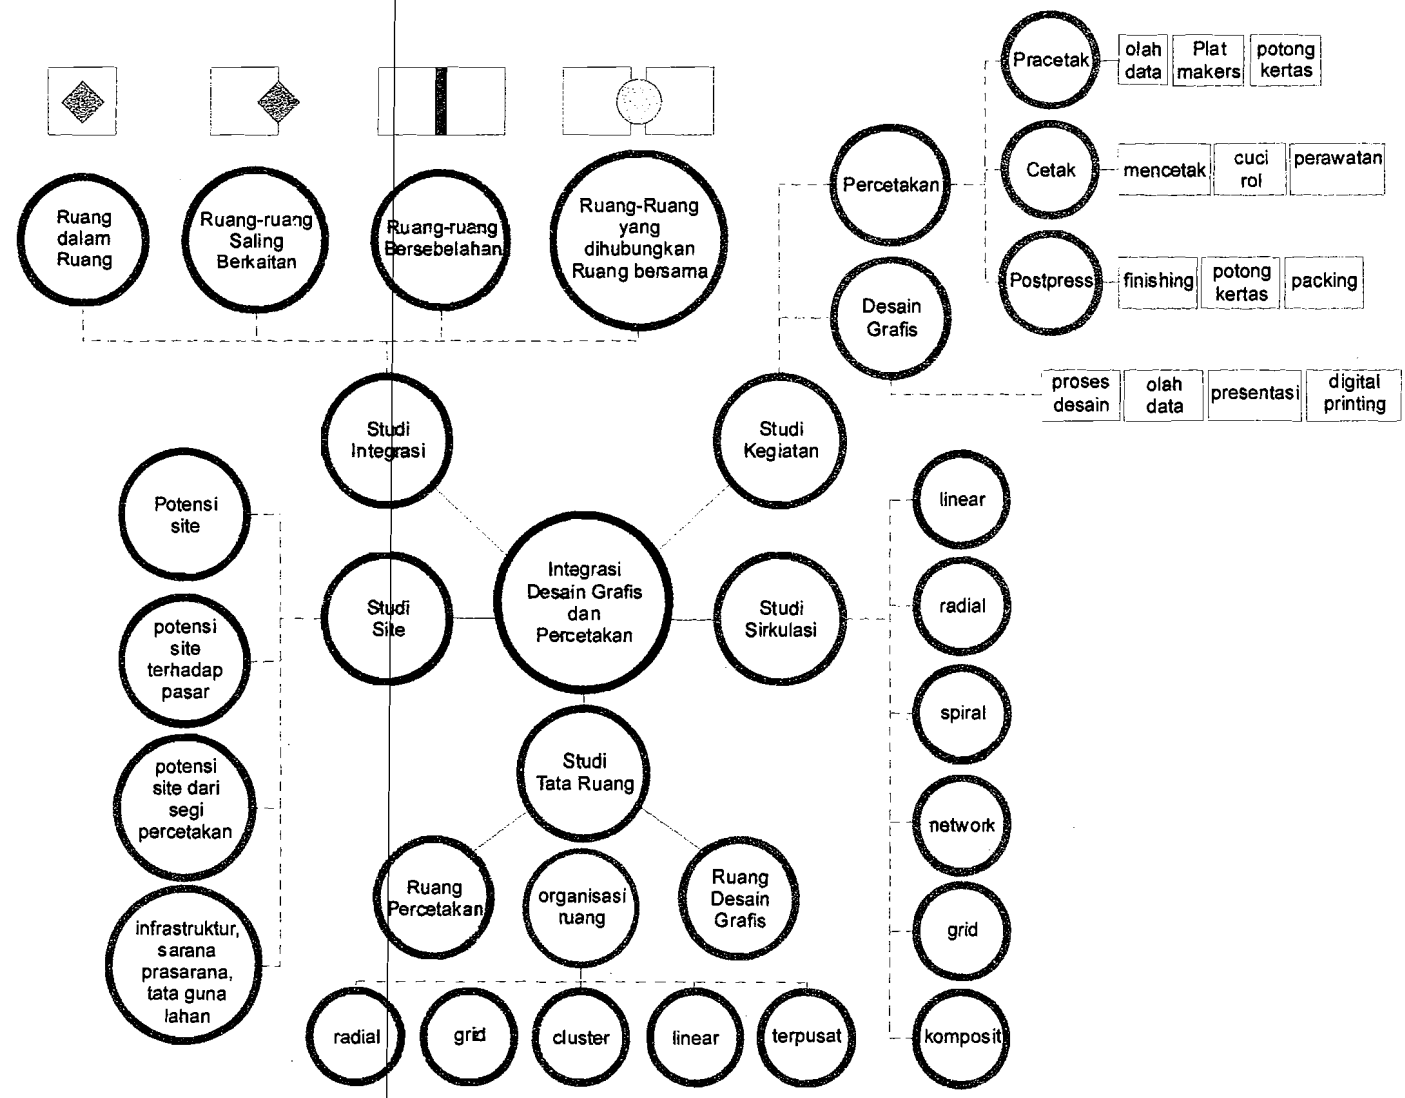 Pracetak
olah
data
Plat
makers
potong
kertas
Percetakan
Cetak
mencetak
cuci
rol
perawatan
Postpress
finishing
potong
kertas
packing
Desain
Grafis
proses
desain
olah
data
presentasi
digital
printing
Ruang
dalam
Ruang
Ruang-ruang
Saling
Berkaitan
Ruang-ruang
Bersebelahan
Ruang-Ruang
yang
dihubungkan
Ruang bersama
Studi
Integrasi
Studi
Kegiatan
Potensi
site
potensi
site
terhadap
pasar
potensi
site dari
segi
percetakan
infrastruktur,
sarana
prasarana,
tata guna
lahan
Studi
Site
Integrasi
Desain Grafis
dan
Percetakan
Studi
Sirkulasi
linear
radial
spiral
network
grid
komposit
Studi
Tata Ruang
Ruang
Percetakan
organisasi
ruang
Ruang
Desain
Grafis
radial
grid
cluster
linear
terpusat